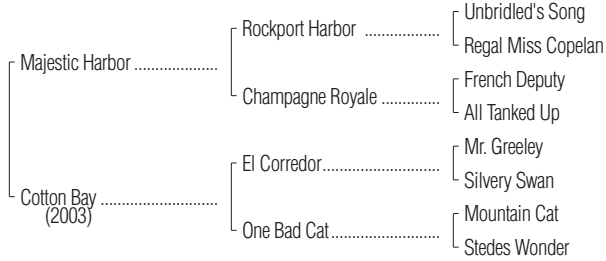 Unbridled's Song
Rockport Harbor ..................
Regal Miss Copelan
Majestic Harbor ....................
French Deputy
Champagne Royale ..............
All Tanked Up
Mr. Greeley
El Corredor............................
Silvery Swan
Cotton Bay ............................
(2003)
Mountain Cat
One Bad Cat..........................
Stedes Wonder